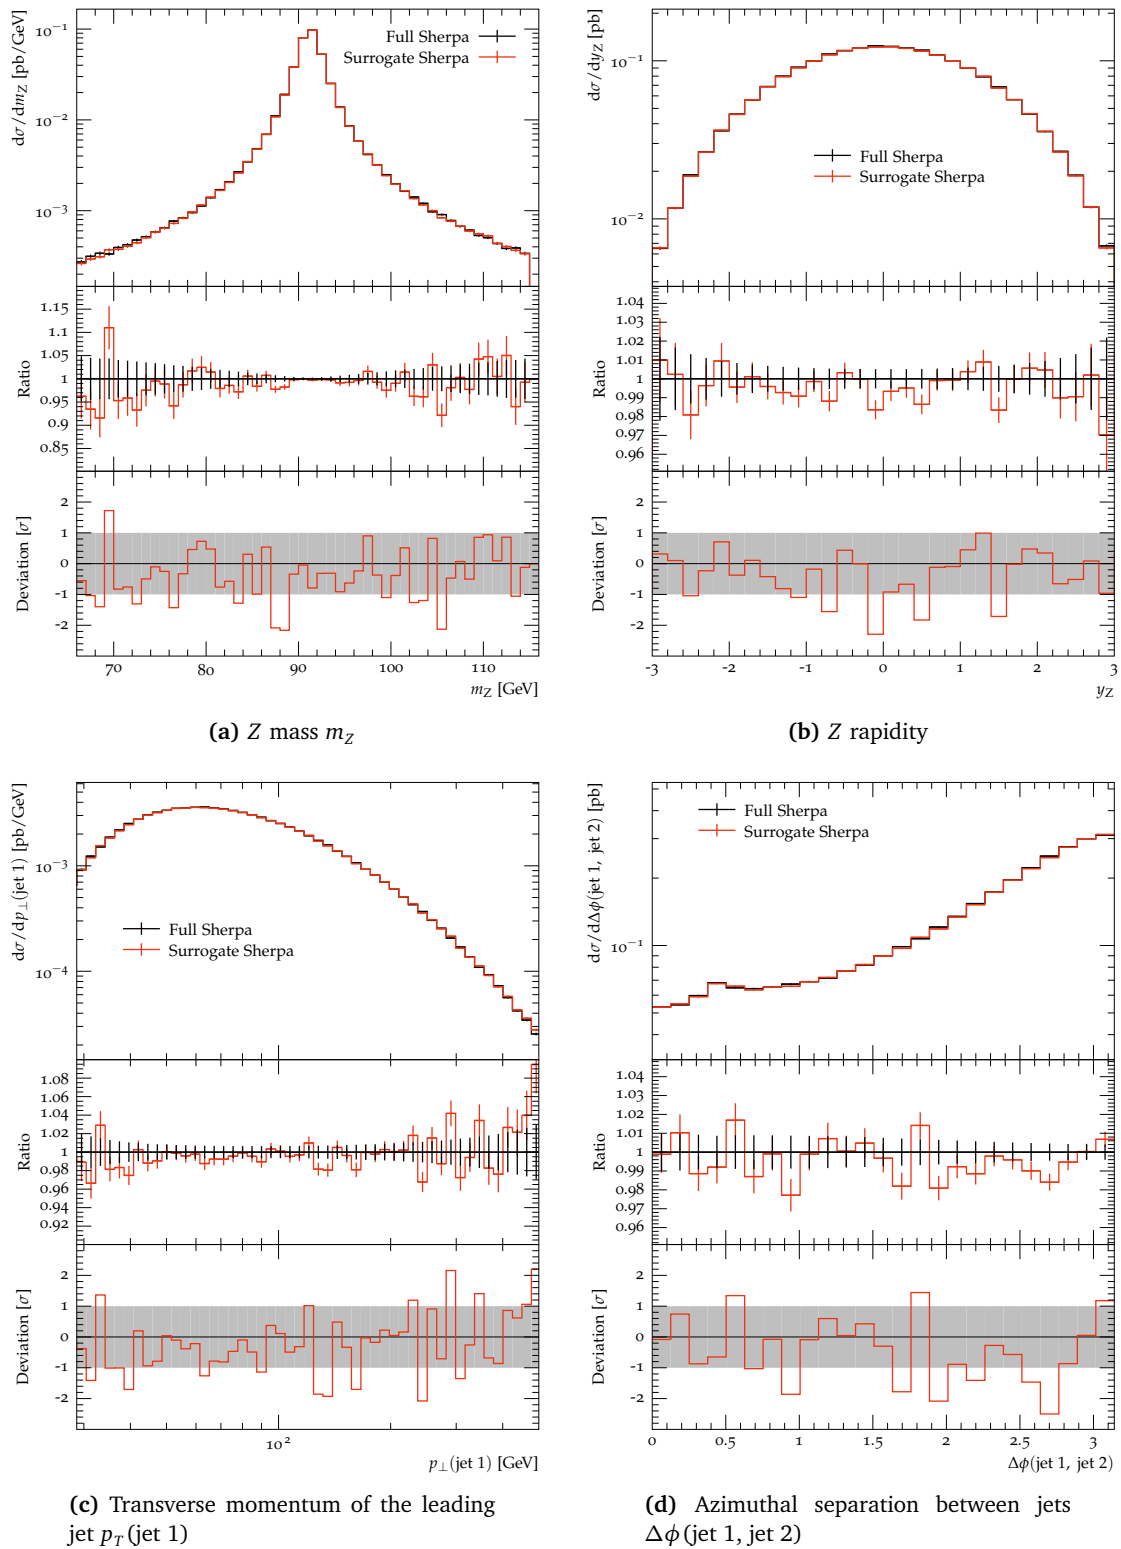 dσ/dm_Z [pb/GeV]
10⁻¹
10⁻²
10⁻³
Full Sherpa
Surrogate Sherpa
Ratio
1.15
1.1
1.05
1
0.95
0.9
0.85
Deviation [σ]
2
1
0
-1
-2
70 80 90 100 110
m_Z [GeV]
(a) Z mass m_Z
dσ/dy_Z [pb]
10⁻¹
10⁻²
Full Sherpa
Surrogate Sherpa
Ratio
1.04
1.03
1.02
1.01
1
0.99
0.98
0.97
0.96
Deviation [σ]
2
1
0
-1
-2
-3 -2 -1 0 1 2 3
y_Z
(b) Z rapidity
dσ/dp⊥(jet 1) [pb/GeV]
10⁻³
10⁻⁴
Full Sherpa
Surrogate Sherpa
Ratio
1.08
1.06
1.04
1.02
1
0.98
0.96
0.94
0.92
Deviation [σ]
2
1
0
-1
-2
10²
p⊥(jet 1) [GeV]
(c) Transverse momentum of the leading
jet p_T(jet 1)
dσ/dΔϕ(jet 1, jet 2) [pb]
10⁻¹
Full Sherpa
Surrogate Sherpa
Ratio
1.04
1.03
1.02
1.01
1
0.99
0.98
0.97
0.96
Deviation [σ]
2
1
0
-1
-2
0 0.5 1 1.5 2 2.5 3
Δϕ(jet 1, jet 2)
(d) Azimuthal separation between jets
Δϕ(jet 1, jet 2)